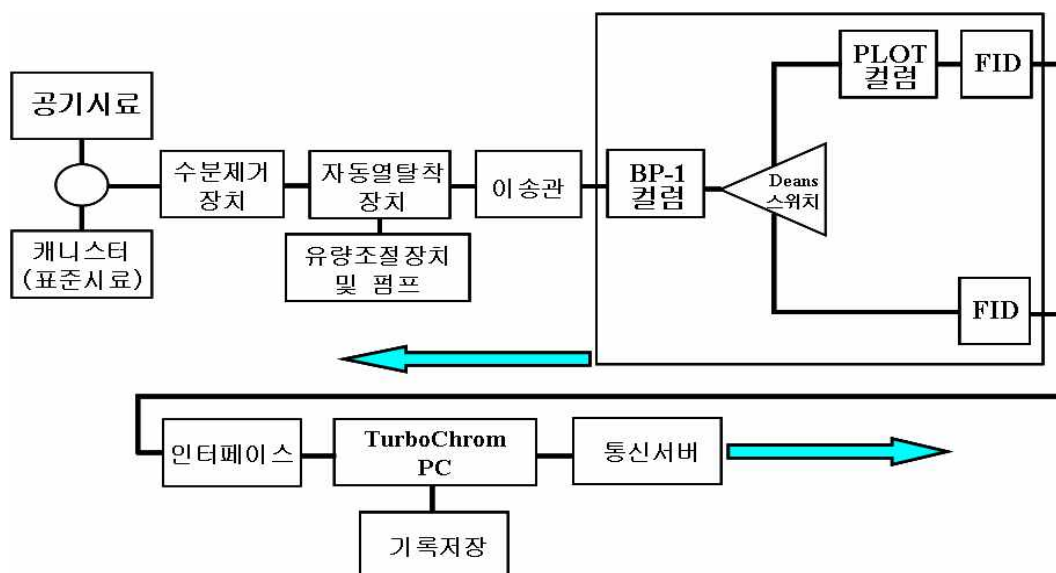 공기시료
캐니스터
(표준시료)
수분제거
장치
자동열탈착
장치
유량조절장치
및 펌프
이송관
BP-1
컬럼
Deans
스위치
PLOT
컬럼
FID
FID
인터페이스
TurboChrom
PC
기록저장
통신서버